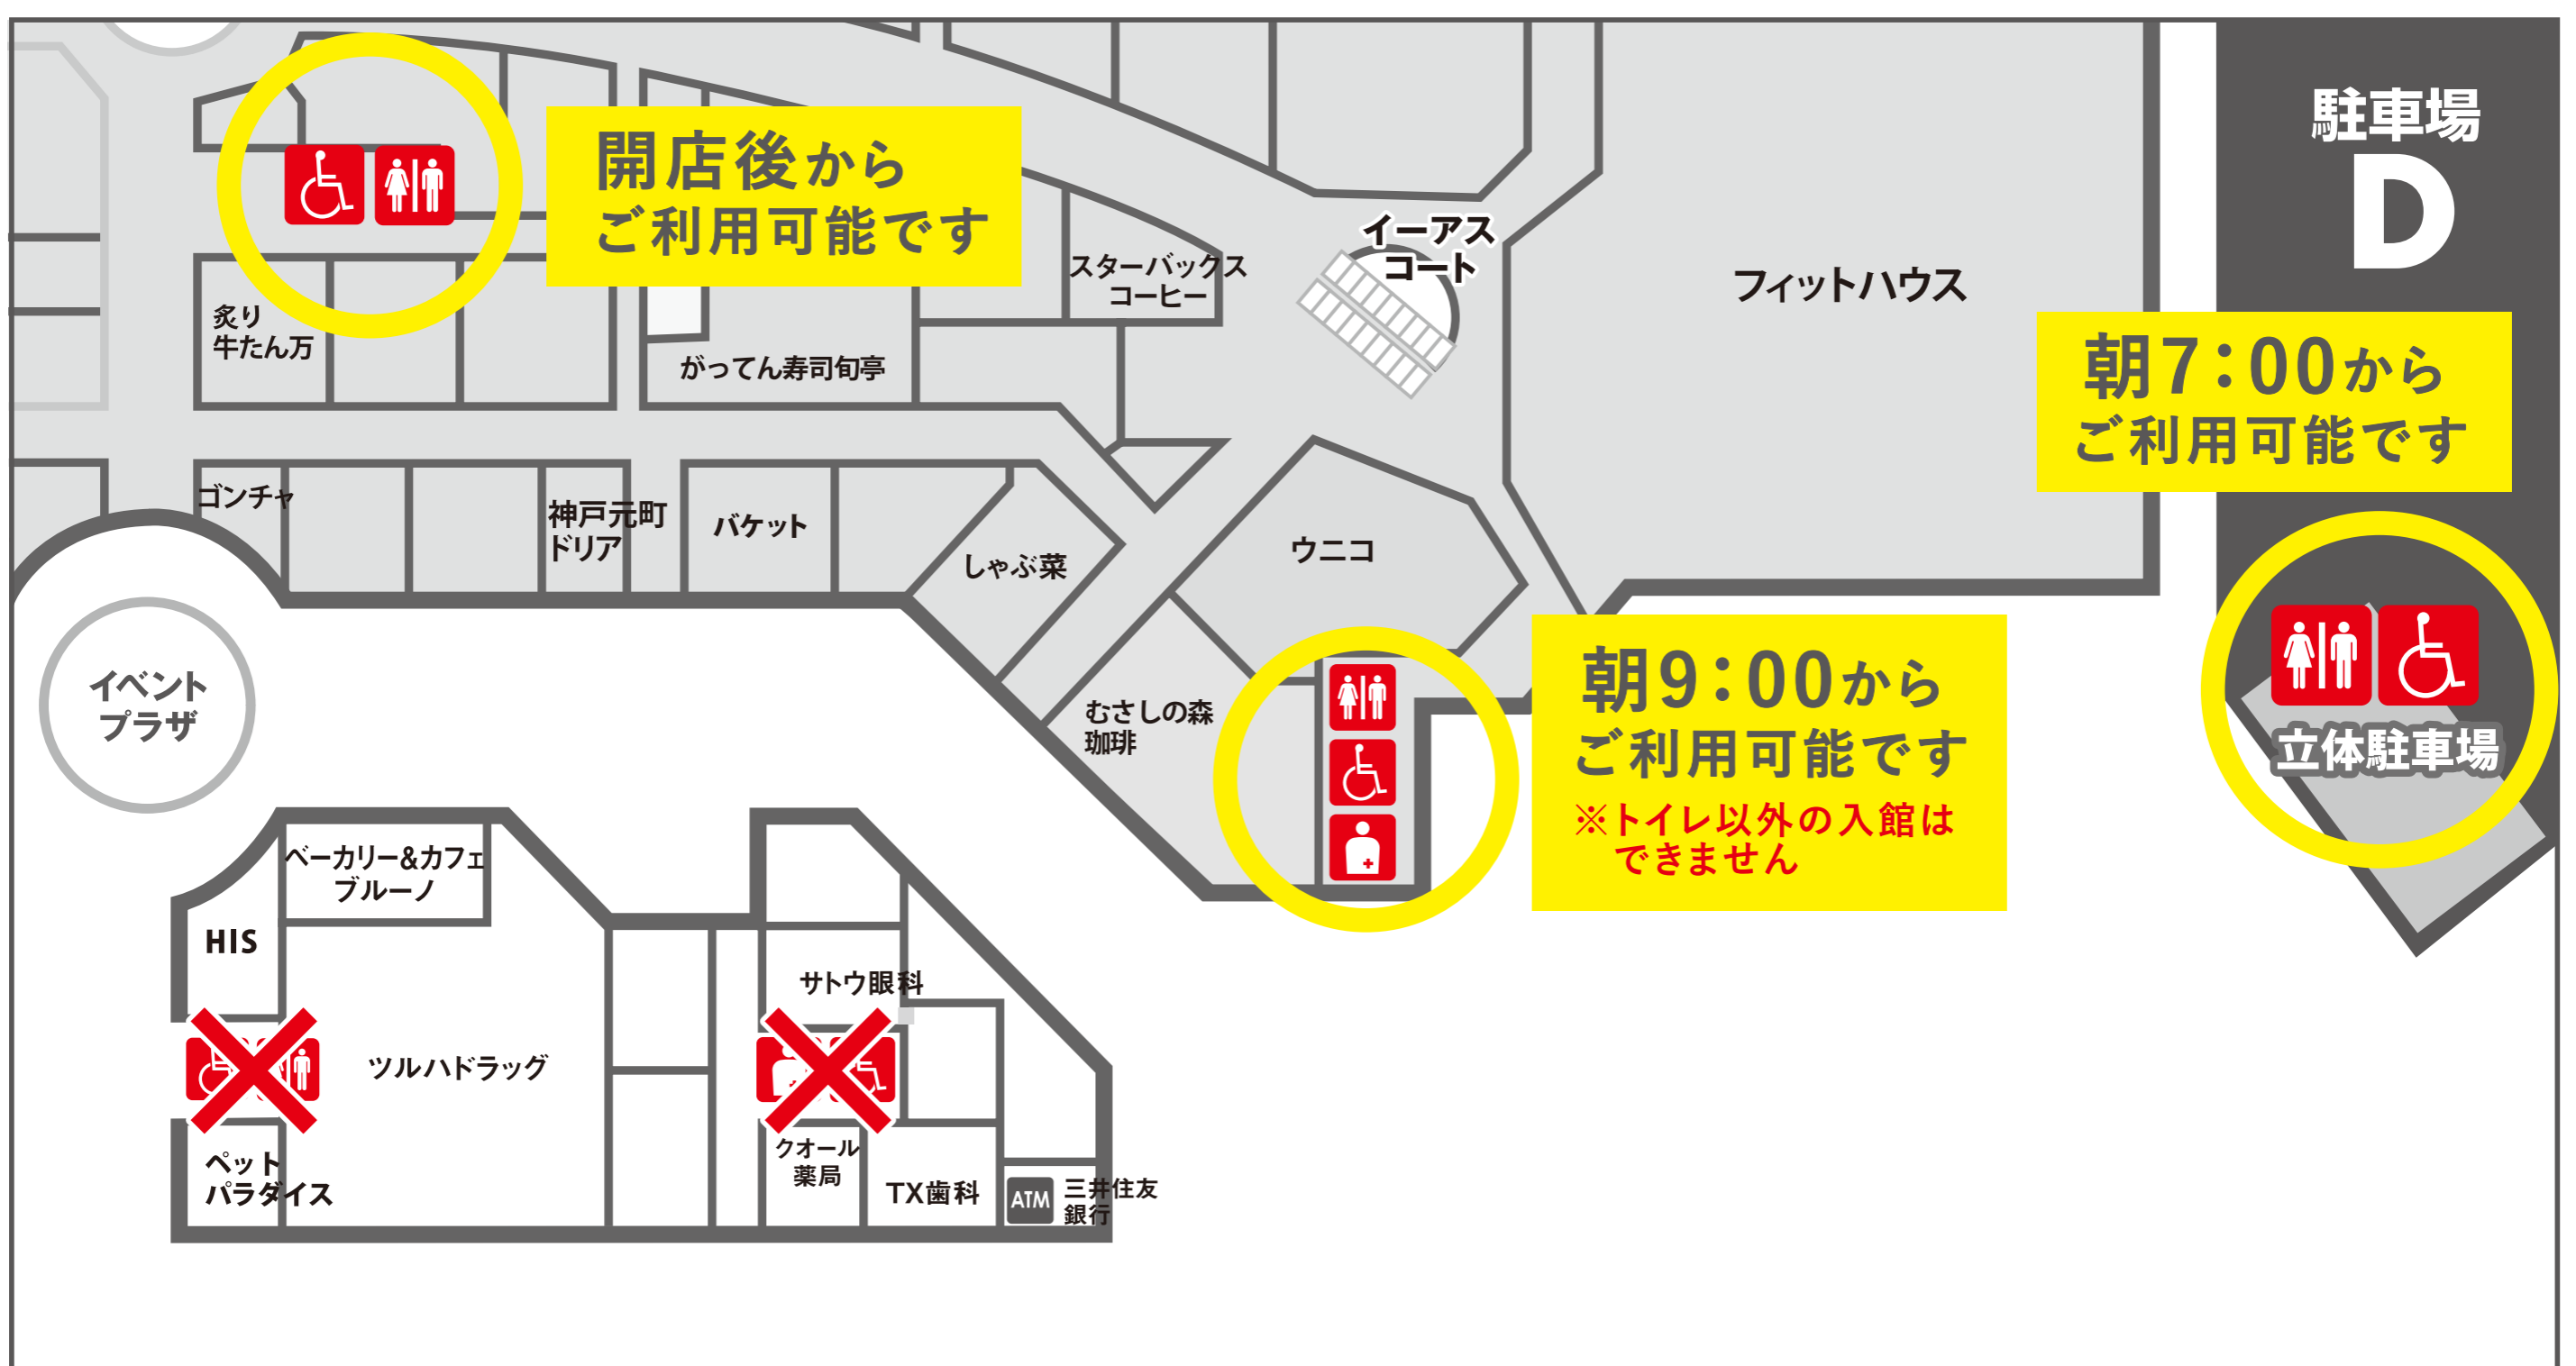 駐車場
D
開店後から
ご利用可能です
イーアス
コート
スターバックス
コーヒー
フィットハウス
炙り
牛たん万
がってん寿司旬亭
朝7:00から
ご利用可能です
ゴンチャ
神戸元町
ドリア
バケット
しゃぶ菜
ウニコ
イベント
プラザ
むさしの森
珈琲
朝9:00から
ご利用可能です
※トイレ以外の入館は
できません
立体駐車場
ベーカリー&カフェ
ブルーノ
HIS
サトウ眼科
ツルハドラッグ
ペット
パラダイス
クオール
薬局
TX歯科
ATM
三井住友
銀行